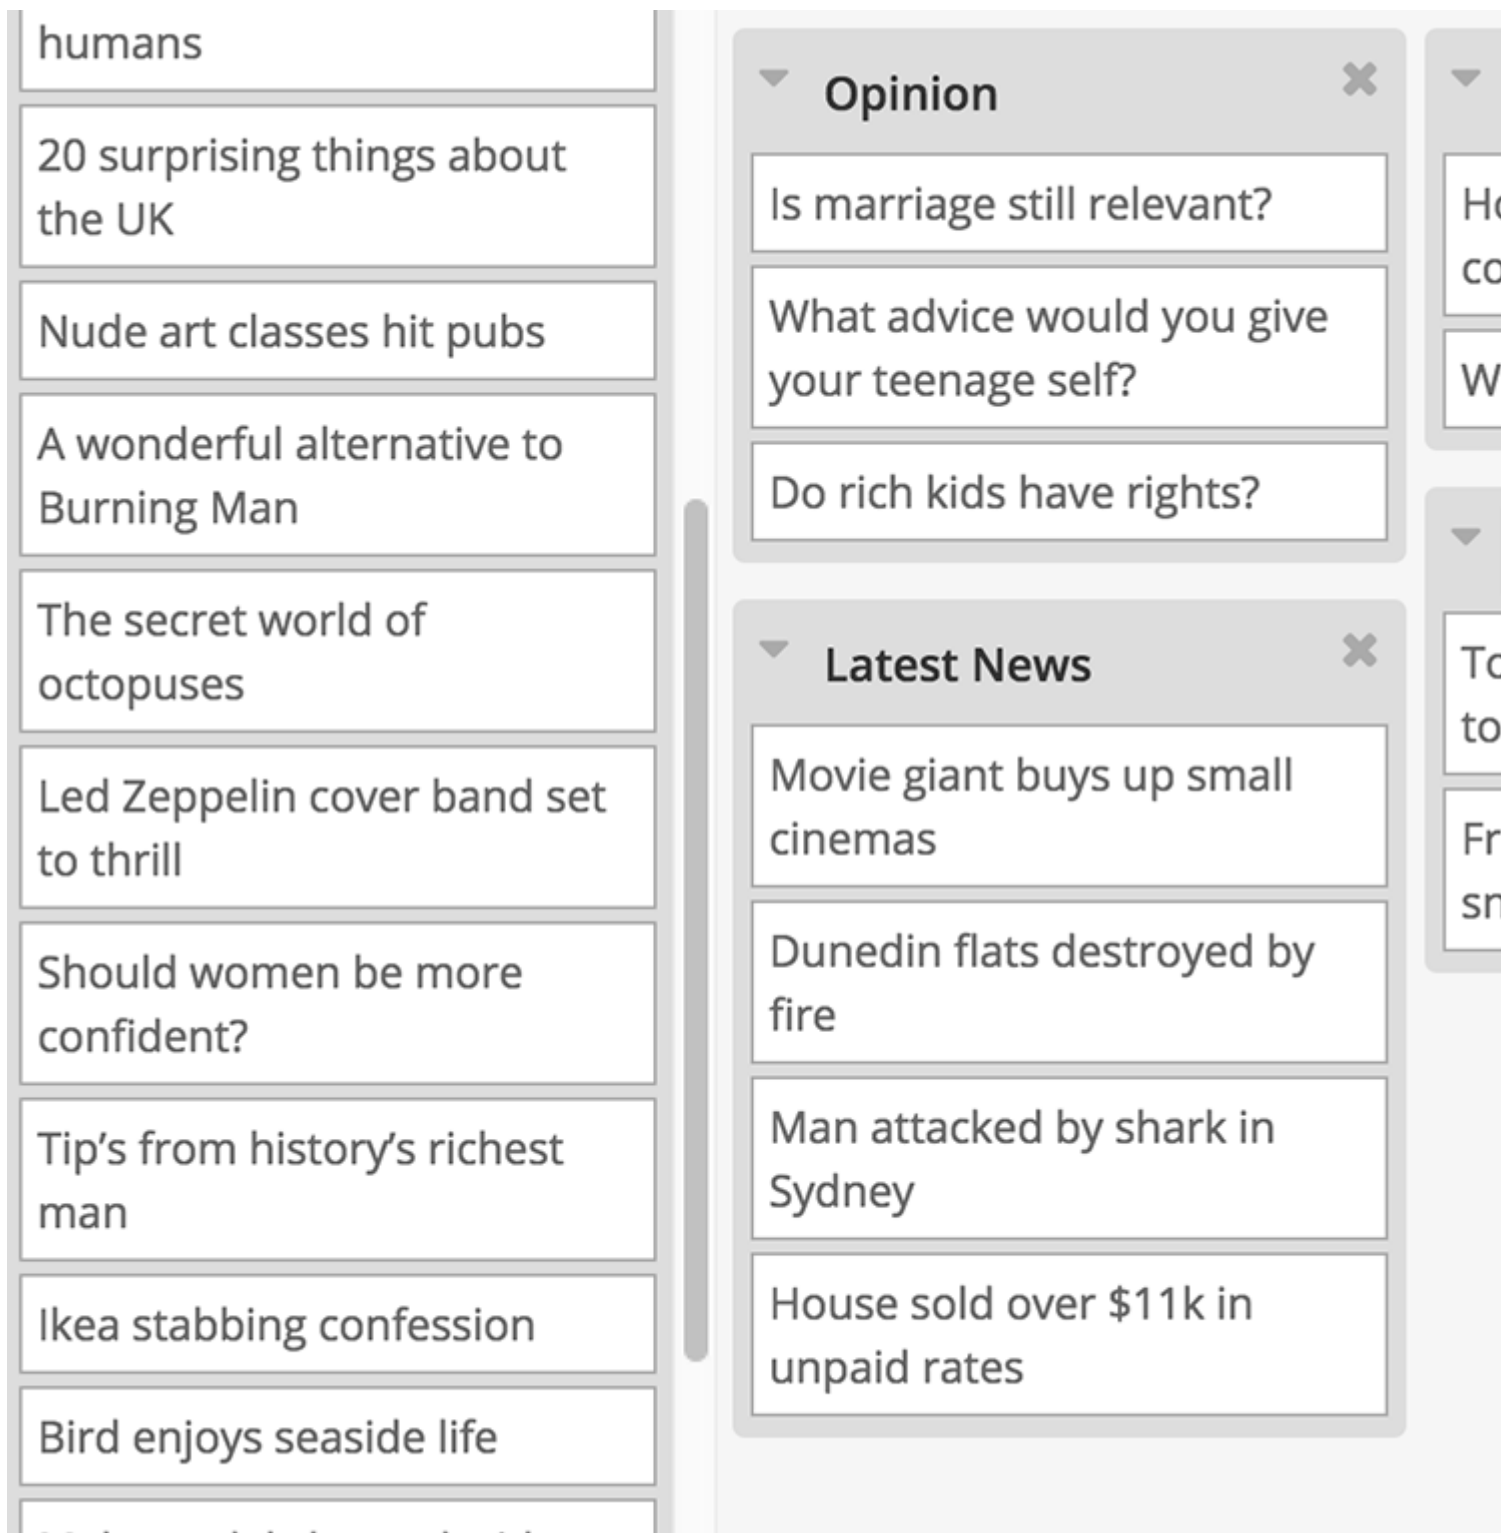 humans
20 surprising things about
the UK
Nude art classes hit pubs
A wonderful alternative to
Burning Man
The secret world of
octopuses
Led Zeppelin cover band set
to thrill
Should women be more
confident?
Tip’s from history’s richest
man
Ikea stabbing confession
Bird enjoys seaside life
Opinion
Is marriage still relevant?
What advice would you give
your teenage self?
Do rich kids have rights?
Latest News
Movie giant buys up small
cinemas
Dunedin flats destroyed by
fire
Man attacked by shark in
Sydney
House sold over $11k in
unpaid rates